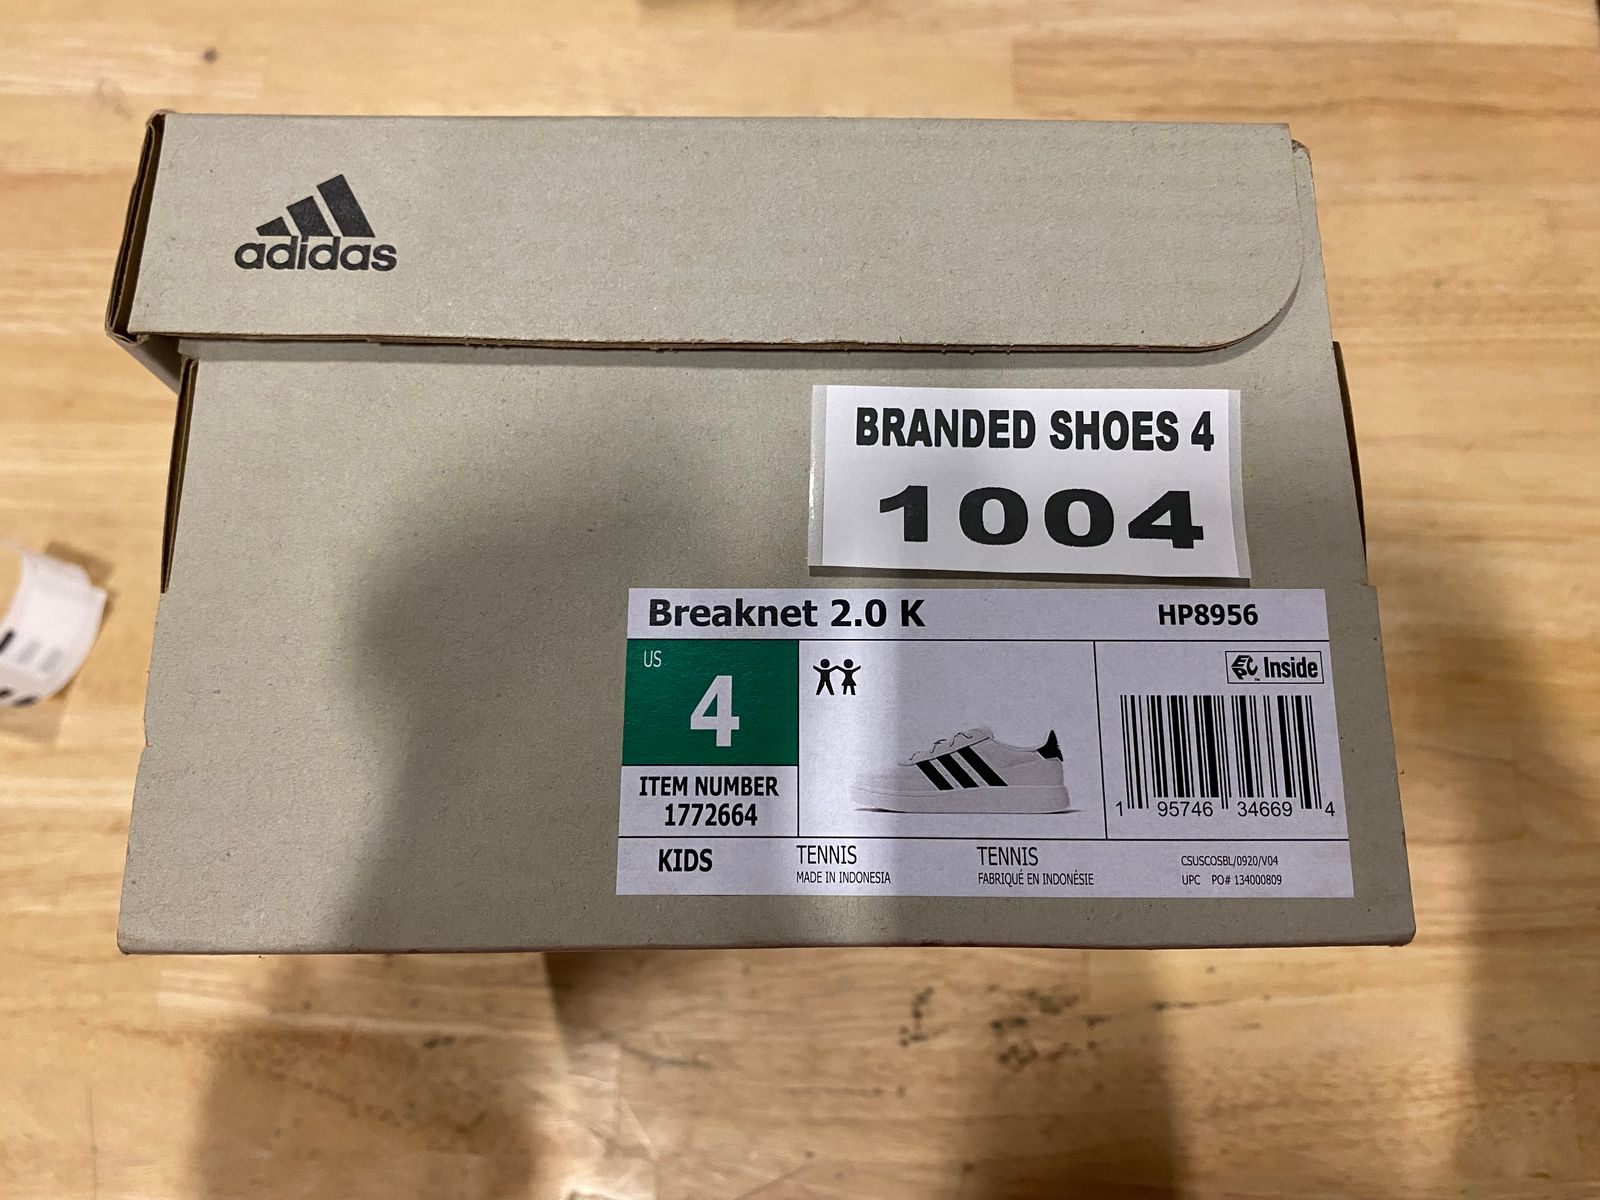 adidas
BRANDED SHOES 4
1004
Breaknet 2.0 K
HP8956
US
4
ITEM NUMBER
1772664
KIDS
EPC Inside
1 95746 34669 4
TENNIS
MADE IN INDONESIA
TENNIS
FABRIQUÉ EN INDONÉSIE
CSUSCOSBL/0920/V04
UPC PO# 134000809